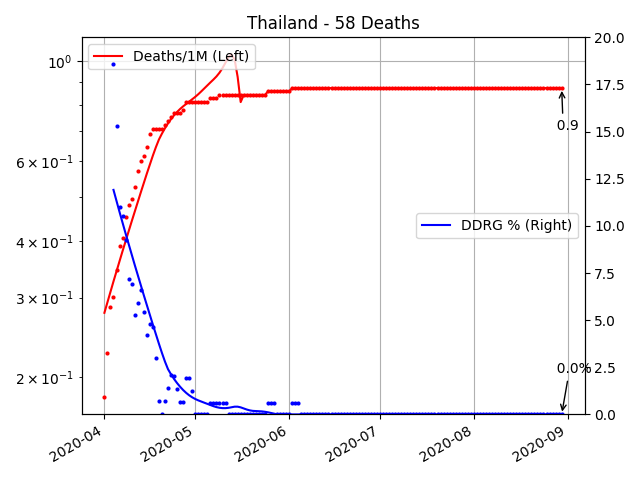 Thailand - 58 Deaths
Deaths/1M (Left)
DDRG % (Right)
10⁰
6 × 10⁻¹
4 × 10⁻¹
3 × 10⁻¹
2 × 10⁻¹
20.0
17.5
15.0
12.5
10.0
7.5
5.0
2.5
0.0
0.9
0.0%
2020-04
2020-05
2020-06
2020-07
2020-08
2020-09